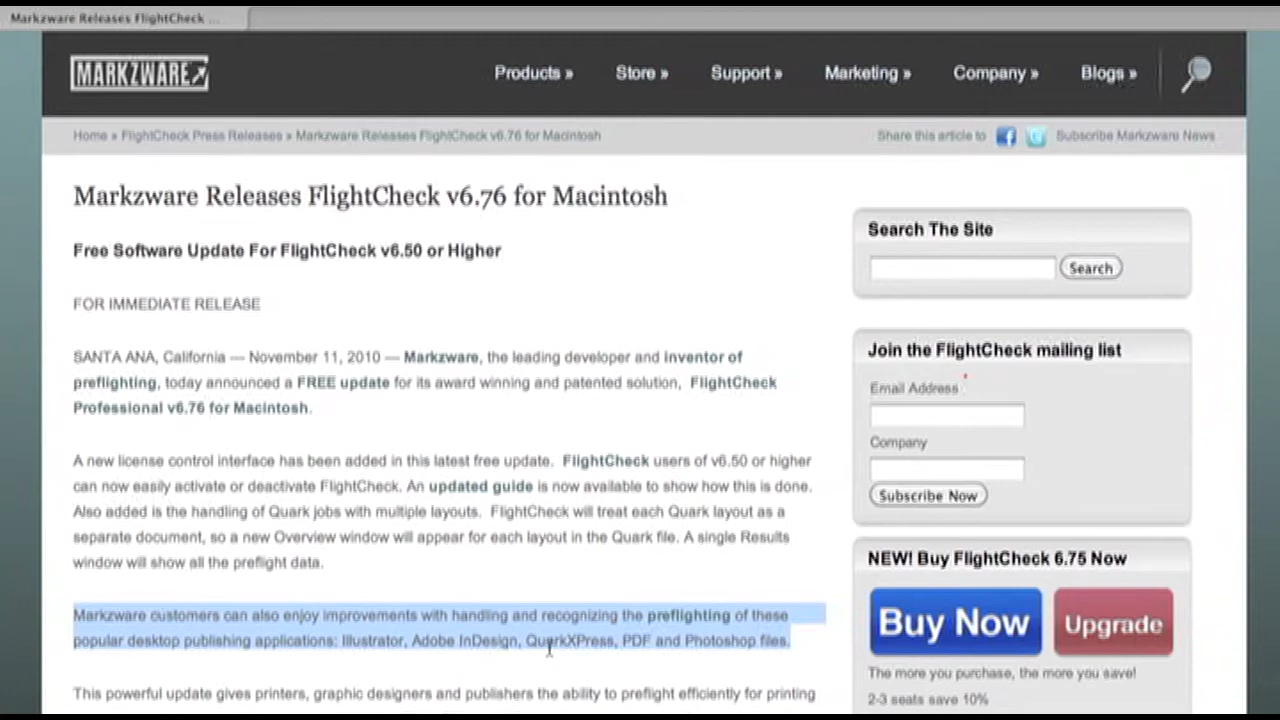 Markzware Releases FlightCheck ...
MARKZWARE
Products »
Store »
Support »
Marketing »
Company »
Blogs »
Home » FlightCheck Press Releases » Markzware Releases FlightCheck v6.76 for Macintosh
Share this article to
Subscribe Markzware News
Markzware Releases FlightCheck v6.76 for Macintosh
Free Software Update For FlightCheck v6.50 or Higher
FOR IMMEDIATE RELEASE
SANTA ANA, California — November 11, 2010 — Markzware, the leading developer and inventor of
preflighting, today announced a FREE update for its award winning and patented solution, FlightCheck
Professional v6.76 for Macintosh.
A new license control interface has been added in this latest free update. FlightCheck users of v6.50 or higher
can now easily activate or deactivate FlightCheck. An updated guide is now available to show how this is done.
Also added is the handling of Quark jobs with multiple layouts. FlightCheck will treat each Quark layout as a
separate document, so a new Overview window will appear for each layout in the Quark file. A single Results
window will show all the preflight data.
Markzware customers can also enjoy improvements with handling and recognizing the preflighting of these
popular desktop publishing applications: Illustrator, Adobe InDesign, QuarkXPress, PDF and Photoshop files.
This powerful update gives printers, graphic designers and publishers the ability to preflight efficiently for printing
Search The Site
Search
Join the FlightCheck mailing list
Email Address *
Company
Subscribe Now
NEW! Buy FlightCheck 6.75 Now
Buy Now
Upgrade
The more you purchase, the more you save!
2-3 seats save 10%